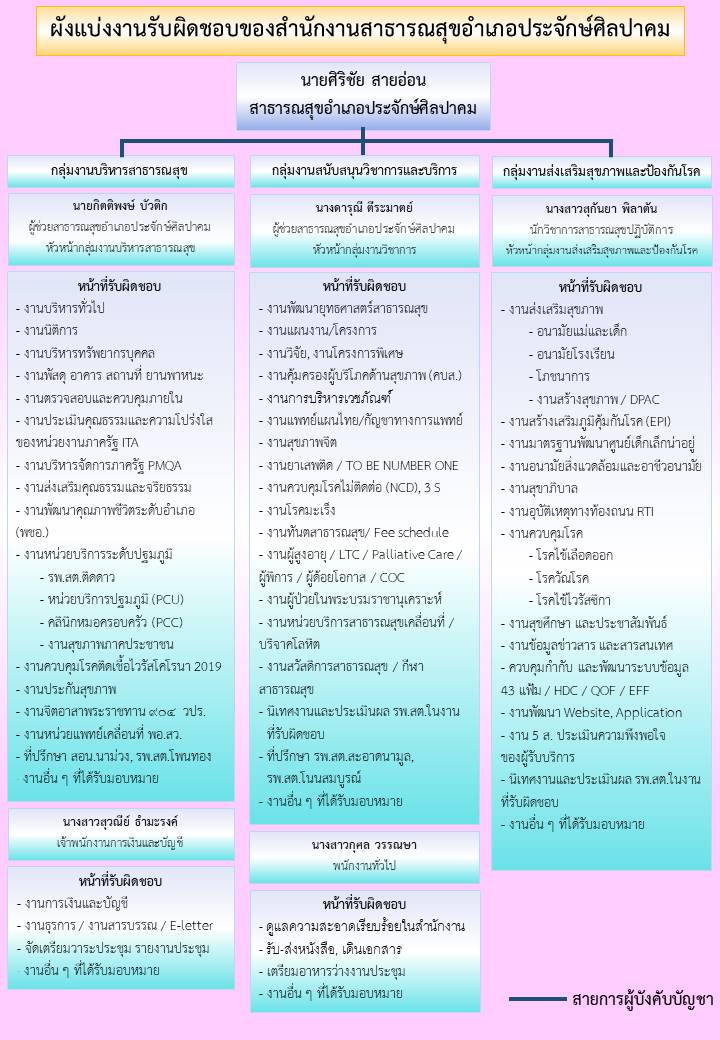 ผังแบ่งงานรับผิดชอบของสำนักงานสาธารณสุขอำเภอประจักษ์ศิลปาคม
นายศิริชัย สายอ่อน
สาธารณสุขอำเภอประจักษ์ศิลปาคม
กลุ่มงานบริหารสาธารณสุข
นายกิตติพงษ์ บัวติก
ผู้ช่วยสาธารณสุขอำเภอประจักษ์ศิลปาคม
หัวหน้ากลุ่มงานบริหารสาธารณสุข
หน้าที่รับผิดชอบ
- งานบริหารทั่วไป
- งานนิติการ
- งานบริหารทรัพยากรบุคคล
- งานพัสดุ อาคาร สถานที่ ยานพาหนะ
- งานตรวจสอบและควบคุมภายใน
- งานประเมินคุณธรรมและความโปร่งใส
ของหน่วยงานภาครัฐ ITA
- งานบริหารจัดการภาครัฐ PMQA
- งานส่งเสริมคุณธรรมและจริยธรรม
- งานพัฒนาคุณภาพชีวิตระดับอำเภอ
(พชอ.)
- งานหน่วยบริการระดับปฐมภูมิ
- รพ.สต.ติดดาว
- หน่วยบริการปฐมภูมิ (PCU)
- คลินิกหมอครอบครัว (PCC)
- งานสุขภาพภาคประชาชน
- งานควบคุมโรคติดเชื้อไวรัสโคโรนา 2019
- งานประกันสุขภาพ
- งานจิตอาสาพระราชทาน ๙๐๔ วปร.
- งานหน่วยแพทย์เคลื่อนที่ พอ.สว.
- ที่ปรึกษา สอน.นาม่วง, รพ.สต.โพนทอง
- งานอื่น ๆ ที่ได้รับมอบหมาย
นางสาวสุวณีย์ ธำมะรงค์
เจ้าพนักงานการเงินและบัญชี
หน้าที่รับผิดชอบ
- งานการเงินและบัญชี
- งานธุรการ / งานสารบรรณ / E-letter
- จัดเตรียมวาระประชุม รายงานประชุม
- งานอื่น ๆ ที่ได้รับมอบหมาย
กลุ่มงานสนับสนุนวิชาการและบริการ
นางดารุณี ตีระมาตย์
ผู้ช่วยสาธารณสุขอำเภอประจักษ์ศิลปาคม
หัวหน้ากลุ่มงานวิชาการ
หน้าที่รับผิดชอบ
- งานพัฒนายุทธศาสตร์สาธารณสุข
- งานแผนงาน/โครงการ
- งานวิจัย, งานโครงการพิเศษ
- งานคุ้มครองผู้บริโภคด้านสุขภาพ (คบส.)
- งานการบริหารเวชภัณฑ์
- งานแพทย์แผนไทย/กัญชาทางการแพทย์
- งานสุขภาพจิต
- งานยาเสพติด / TO BE NUMBER ONE
- งานควบคุมโรคไม่ติดต่อ (NCD), 3 S
- งานโรคมะเร็ง
- งานทันตสาธารณสุข/ Fee schedule
- งานผู้สูงอายุ / LTC / Palliative Care /
ผู้พิการ / ผู้ด้อยโอกาส / COC
- งานผู้ป่วยในพระบรมราชานุเคราะห์
- งานหน่วยบริการสาธารณสุขเคลื่อนที่ /
บริจาคโลหิต
- งานสวัสดิการสาธารณสุข / กีฬา
สาธารณสุข
- นิเทศงานและประเมินผล รพ.สต.ในงาน
ที่รับผิดชอบ
- ที่ปรึกษา รพ.สต.สะอาดนามูล,
รพ.สต.โนนสมบูรณ์
- งานอื่น ๆ ที่ได้รับมอบหมาย
นางสาวกุศล วรรณษา
พนักงานทั่วไป
หน้าที่รับผิดชอบ
- ดูแลความสะอาดเรียบร้อยในสำนักงาน
- รับ-ส่งหนังสือ, เดินเอกสาร
- เตรียมอาหารว่างงานประชุม
- งานอื่น ๆ ที่ได้รับมอบหมาย
กลุ่มงานส่งเสริมสุขภาพและป้องกันโรค
นางสาวสุกันยา พิลาตัน
นักวิชาการสาธารณสุขปฏิบัติการ
หัวหน้ากลุ่มงานส่งเสริมสุขภาพและป้องกันโรค
หน้าที่รับผิดชอบ
- งานส่งเสริมสุขภาพ
- อนามัยแม่และเด็ก
- อนามัยโรงเรียน
- โภชนาการ
- งานสร้างสุขภาพ / DPAC
- งานสร้างเสริมภูมิคุ้มกันโรค (EPI)
- งานมาตรฐานพัฒนาศูนย์เด็กเล็กน่าอยู่
- งานอนามัยสิ่งแวดล้อมและอาชีวอนามัย
- งานสุขาภิบาล
- งานอุบัติเหตุทางท้องถนน RTI
- งานควบคุมโรค
- โรคไข้เลือดออก
- โรควัณโรค
- โรคไข้ไวรัสซิกา
- งานสุขศึกษา และประชาสัมพันธ์
- งานข้อมูลข่าวสาร และสารสนเทศ
- ควบคุมกำกับ และพัฒนาระบบข้อมูล
43 แฟ้ม / HDC / QOF / EFF
- งานพัฒนา Website, Application
- งาน 5 ส. ประเมินความพึงพอใจ
ของผู้รับบริการ
- นิเทศงานและประเมินผล รพ.สต.ในงาน
ที่รับผิดชอบ
- งานอื่น ๆ ที่ได้รับมอบหมาย
สายการผู้บังคับบัญชา